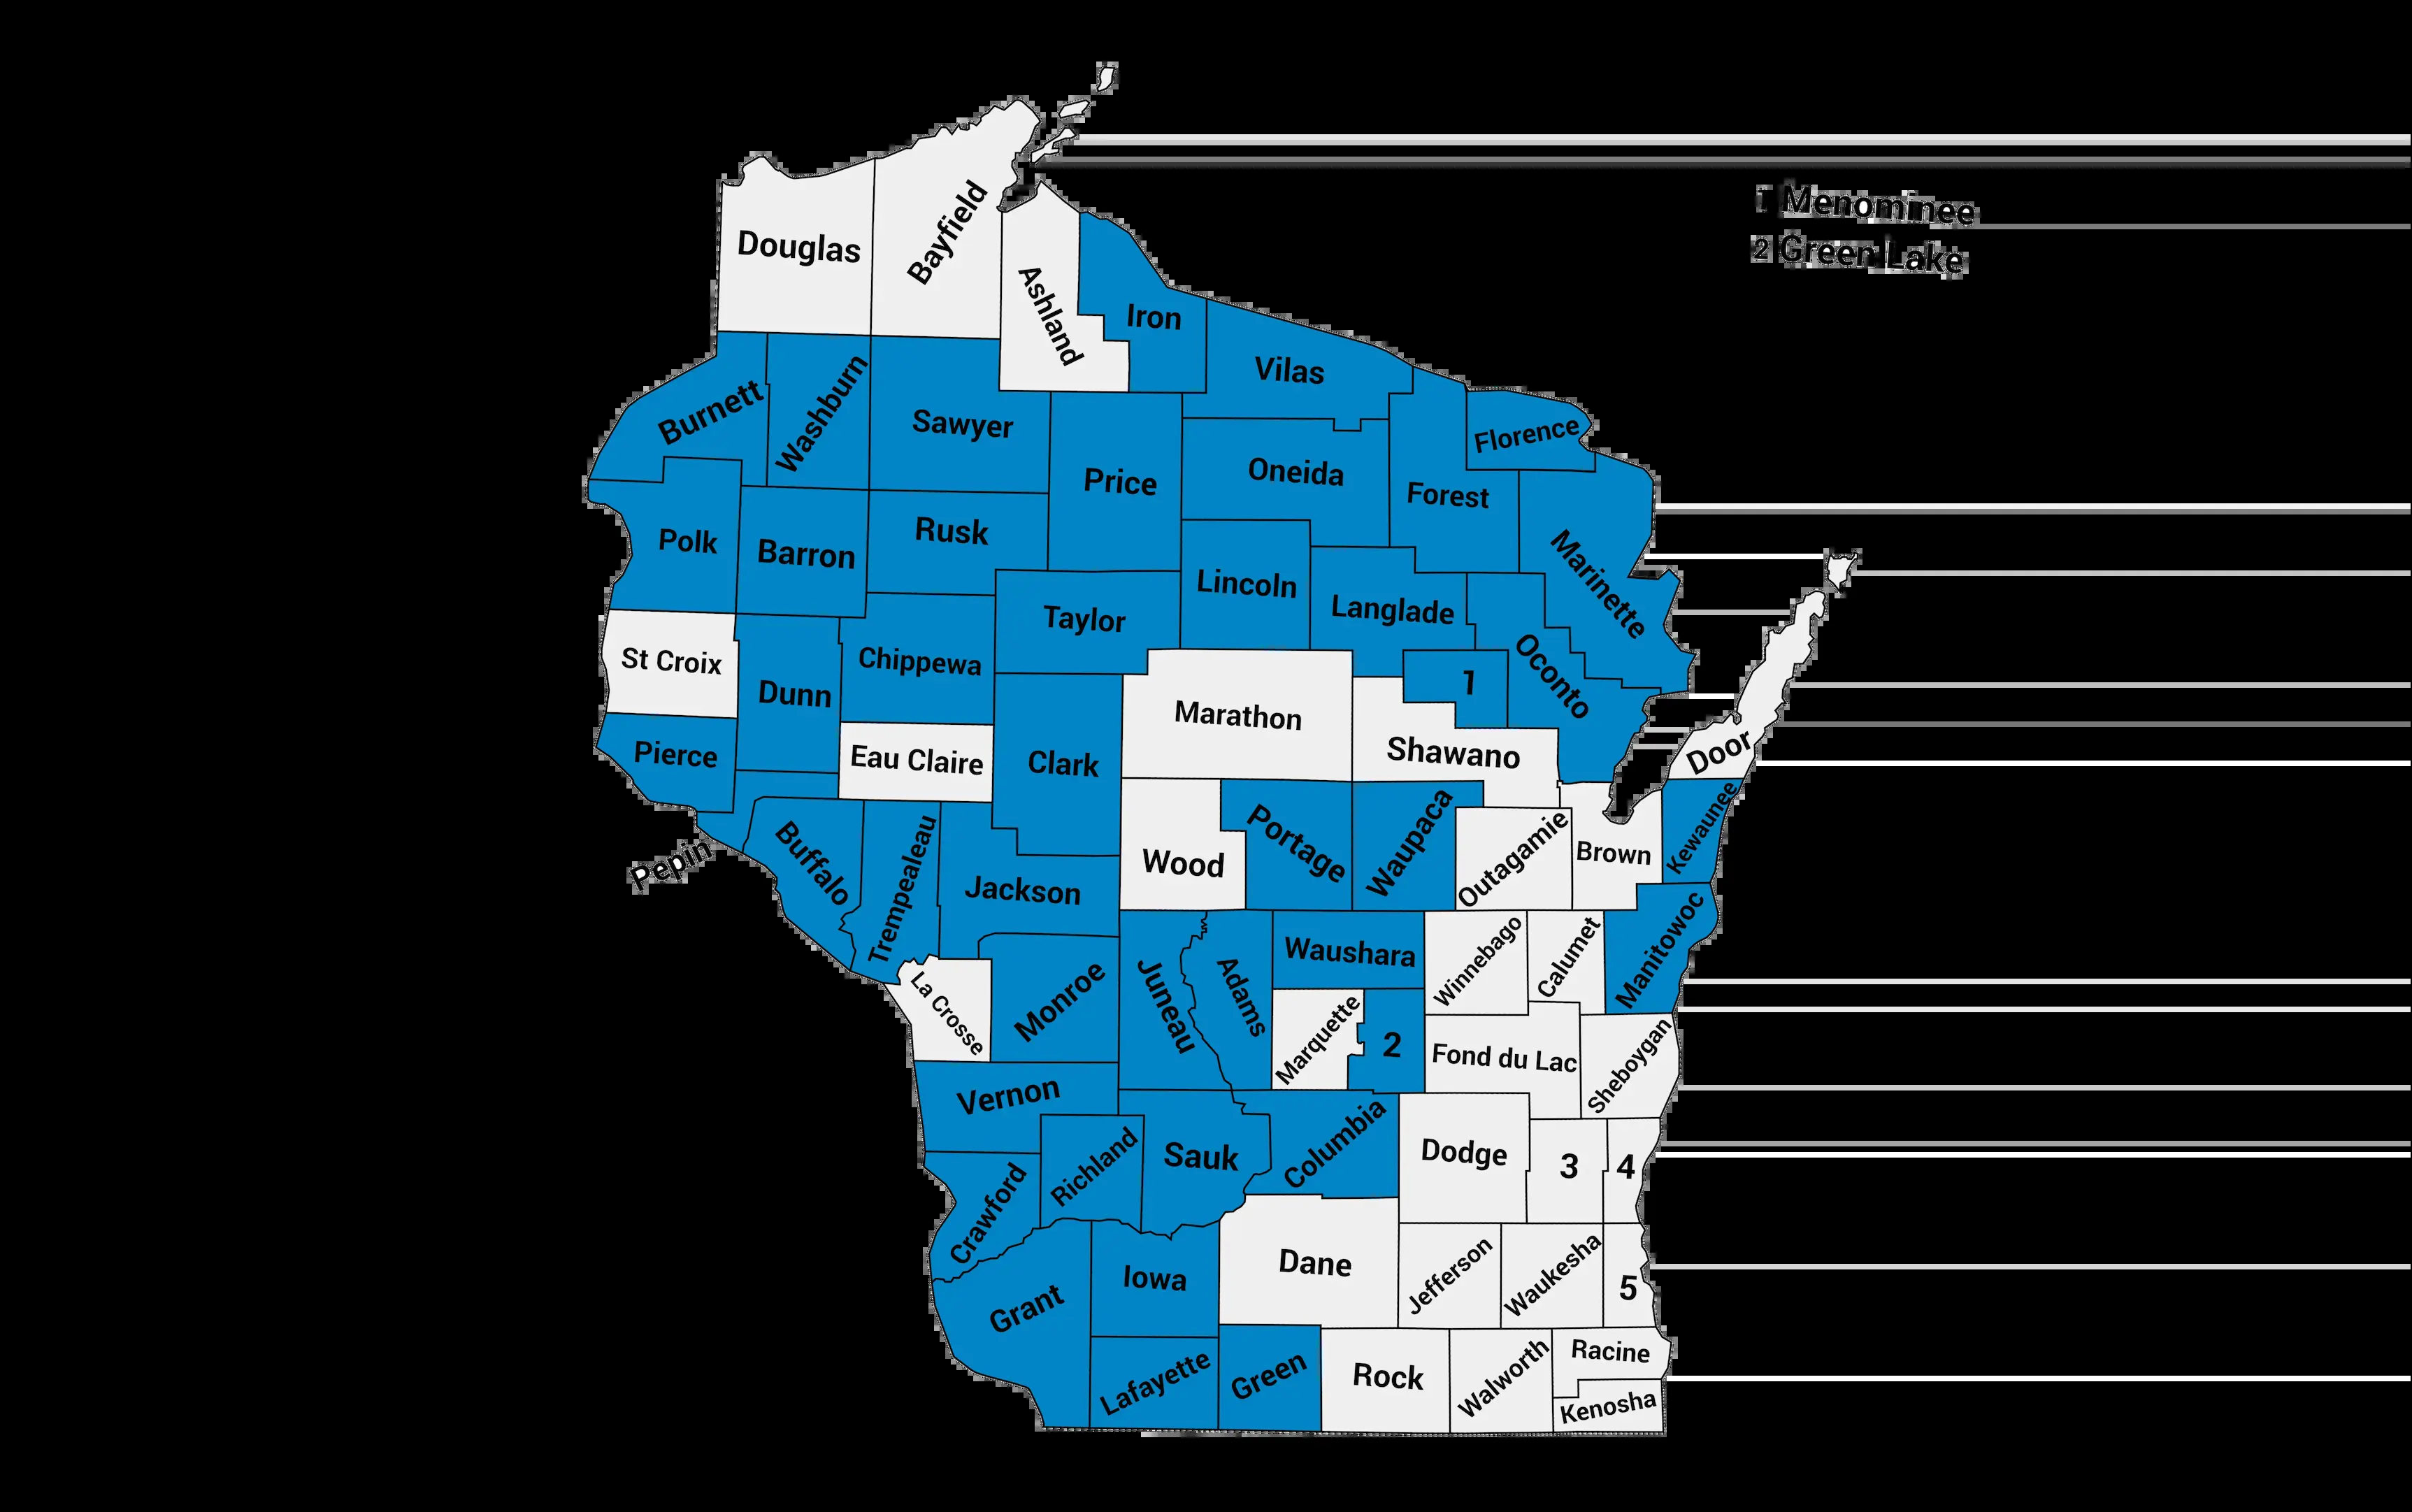 1 Menominee
2 Green Lake
Douglas
Bayfield
Ashland
Iron
Vilas
Burnett
Washburn
Sawyer
Price
Oneida
Forest
Florence
Polk
Barron
Rusk
Lincoln
Langlade
Marinette
Taylor
St Croix
Chippewa
Dunn
Oconto
1
Marathon
Shawano
Pierce
Eau Claire
Clark
Door
Pepin
Buffalo
Trempealeau
Jackson
Wood
Portage
Waupaca
Outagamie
Brown
Kewaunee
La Crosse
Monroe
Juneau
Adams
Waushara
Winnebago
Calumet
Manitowoc
Marquette
2
Fond du Lac
Sheboygan
Vernon
Richland
Sauk
Columbia
Dodge
3
4
Crawford
Grant
Iowa
Dane
Jefferson
Waukesha
5
Lafayette
Green
Rock
Walworth
Racine
Kenosha